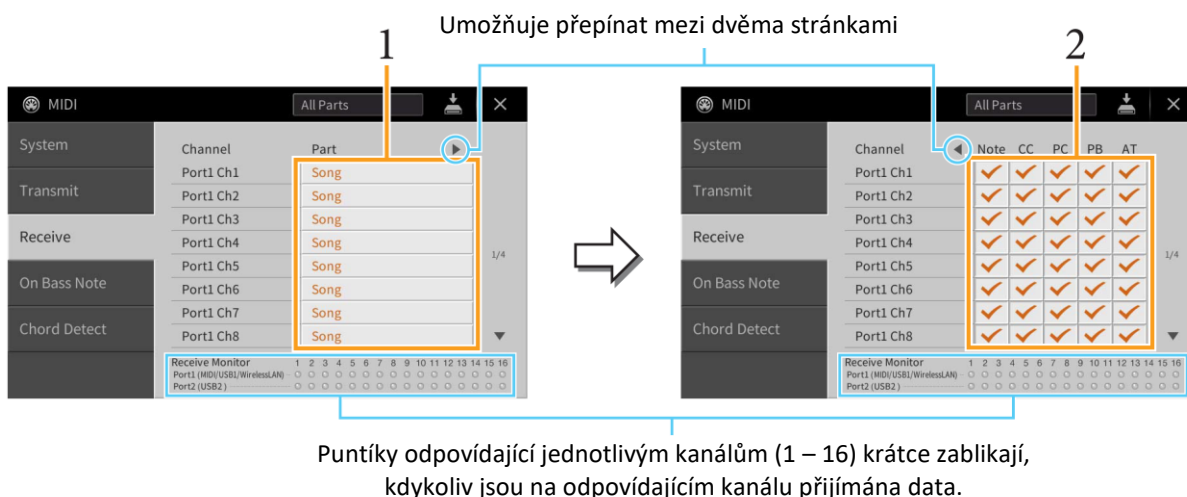 Umožňuje přepínat mezi dvěma stránkami
1
2
MIDI
All Parts
System
Transmit
Receive
On Bass Note
Chord Detect
Channel Part
Port1 Ch1 Song
Port1 Ch2 Song
Port1 Ch3 Song
Port1 Ch4 Song
Port1 Ch5 Song
Port1 Ch6 Song
Port1 Ch7 Song
Port1 Ch8 Song
1/4
Receive Monitor 1 2 3 4 5 6 7 8 9 10 11 12 13 14 15 16
Port1 (MIDI/USB1/WirelessLAN)
Port2 (USB2 )
MIDI
All Parts
System
Transmit
Receive
On Bass Note
Chord Detect
Channel Note CC PC PB AT
Port1 Ch1
Port1 Ch2
Port1 Ch3
Port1 Ch4
Port1 Ch5
Port1 Ch6
Port1 Ch7
Port1 Ch8
1/4
Receive Monitor 1 2 3 4 5 6 7 8 9 10 11 12 13 14 15 16
Port1 (MIDI/USB1/WirelessLAN)
Port2 (USB2 )
Puntíky odpovídající jednotlivým kanálům (1 – 16) krátce zablikají,
kdykoliv jsou na odpovídajícím kanálu přijímána data.